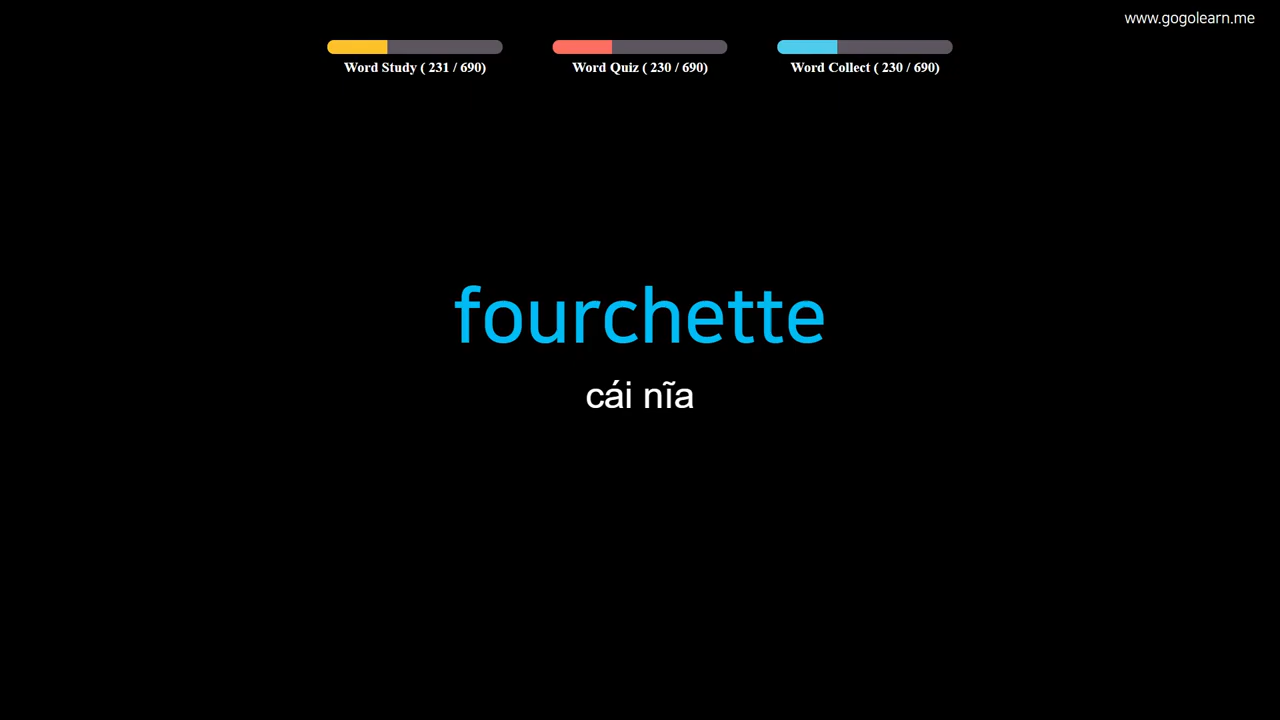 www.gogolearn.me
Word Study ( 231 / 690)
Word Quiz ( 230 / 690)
Word Collect ( 230 / 690)
fourchette
cái nĩa